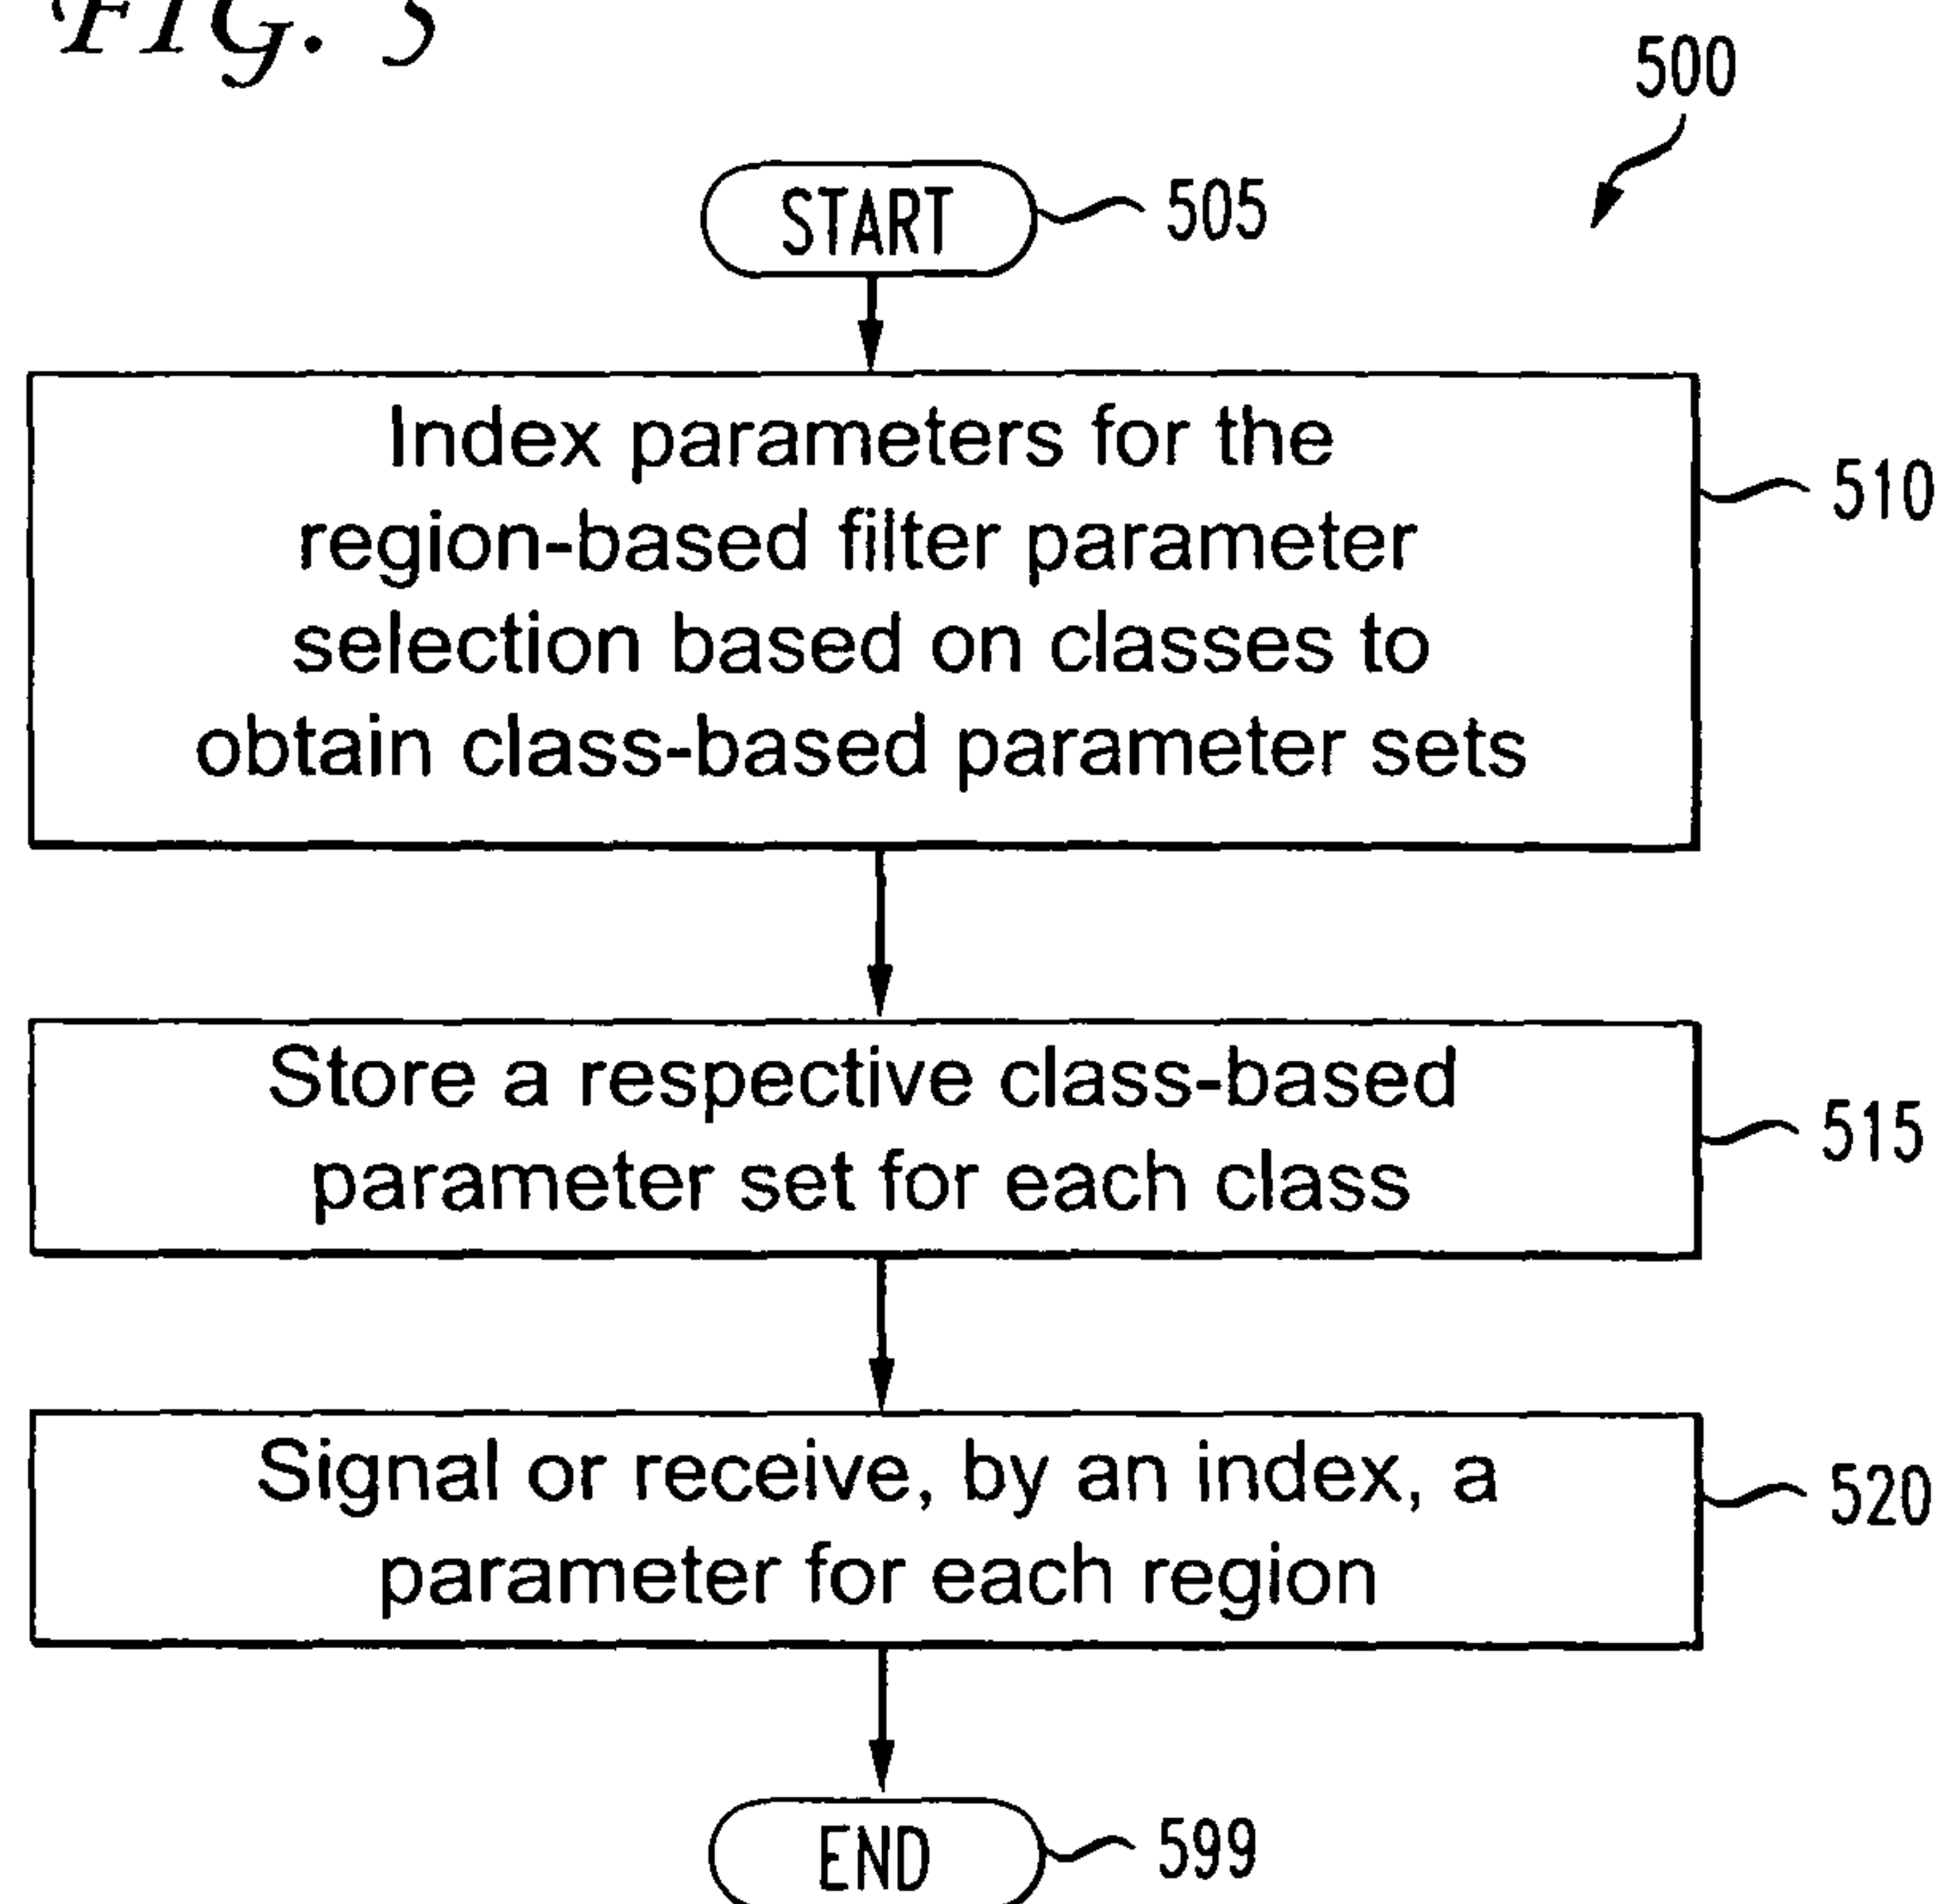 FIG. 5
500
START
505
Index parameters for the
region-based filter parameter
selection based on classes to
obtain class-based parameter sets
510
Store a respective class-based
parameter set for each class
515
Signal or receive, by an index, a
parameter for each region
520
END
599